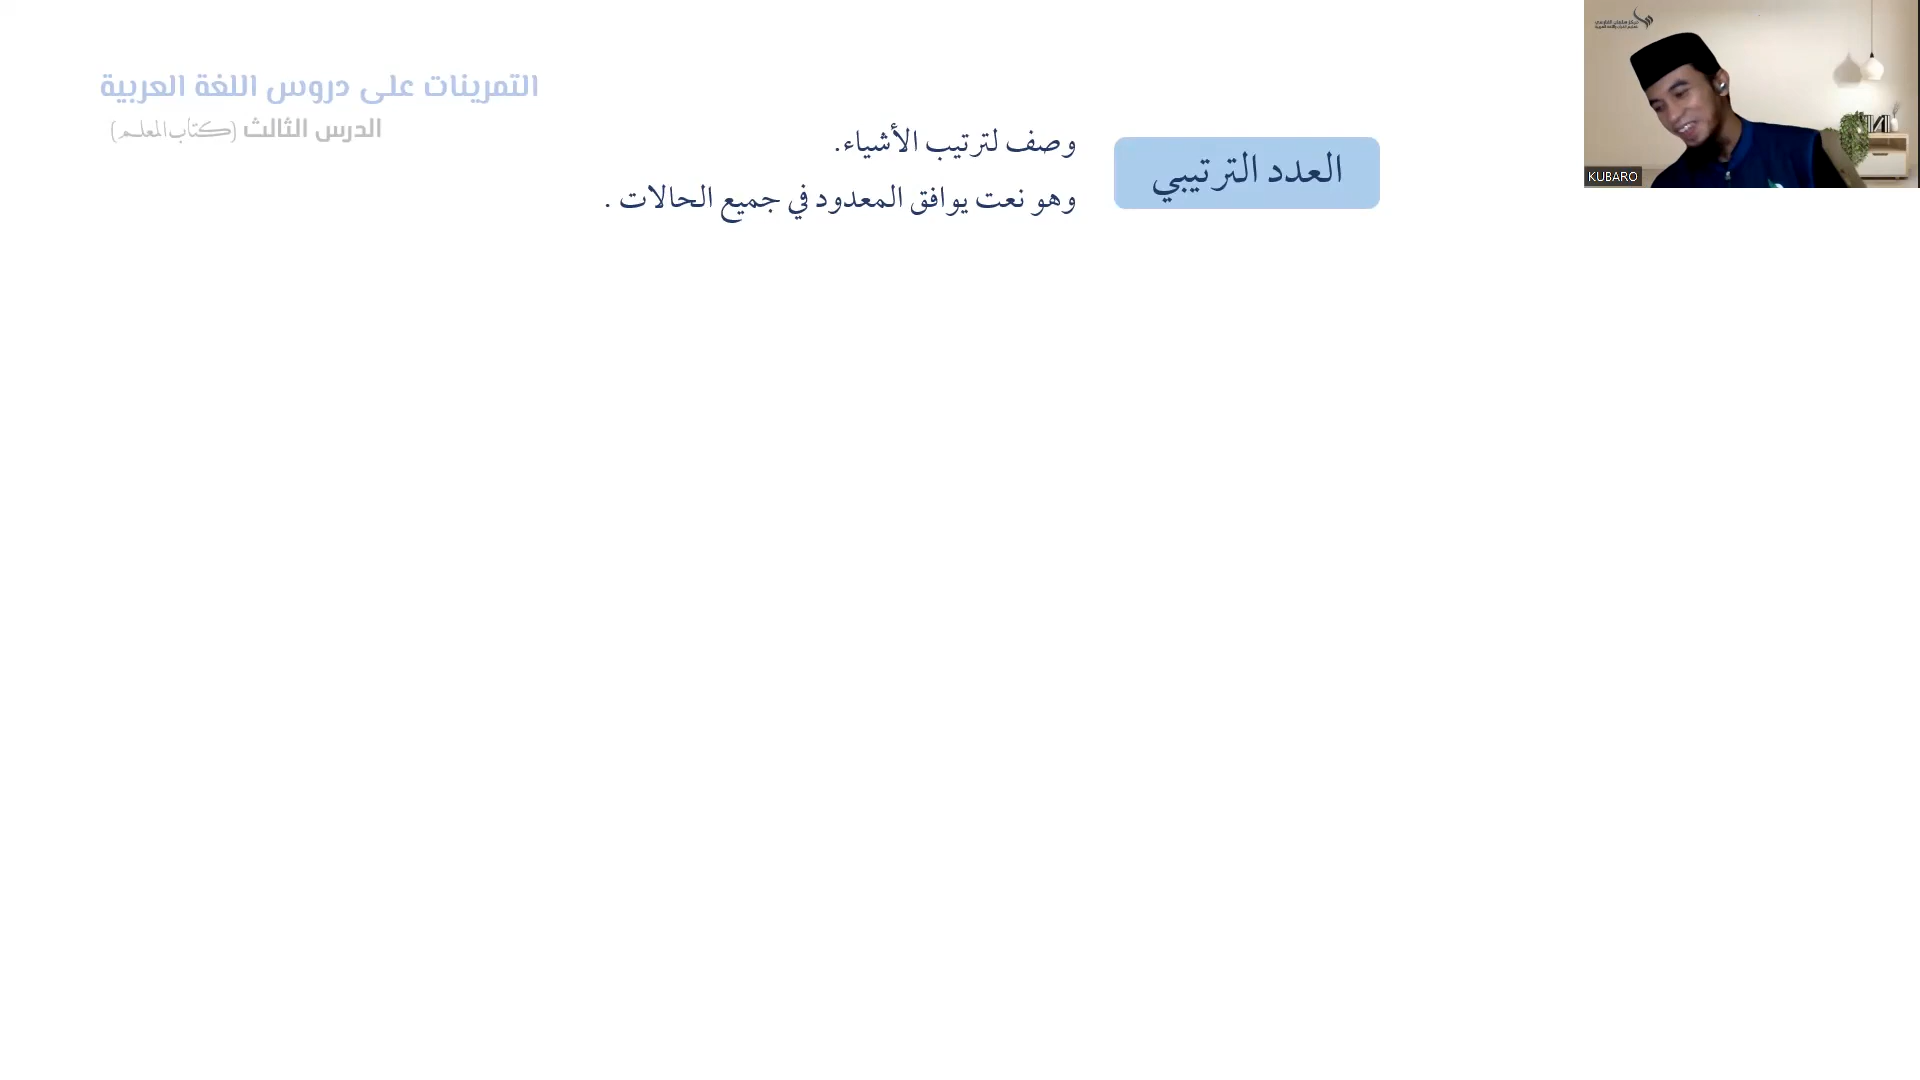 التمرينات على دروس اللغة العربية
الدرس الثالث (كتاب المعلم)
العدد الترتيبي
وصف لترتيب الأشياء.
وهو نعت يوافق المعدود في جميع الحالات .
KUBARO